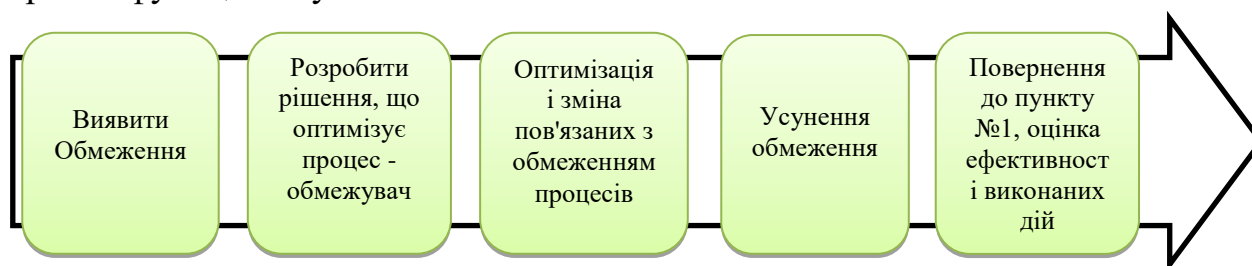 Виявити
Обмеження
Розробити
рішення, що
оптимізує
процес -
обмежувач
Оптимізація
і зміна
пов'язаних з
обмеженням
процесів
Усунення
обмеження
Повернення
до пункту
№1, оцінка
ефективност
і виконаних
дій